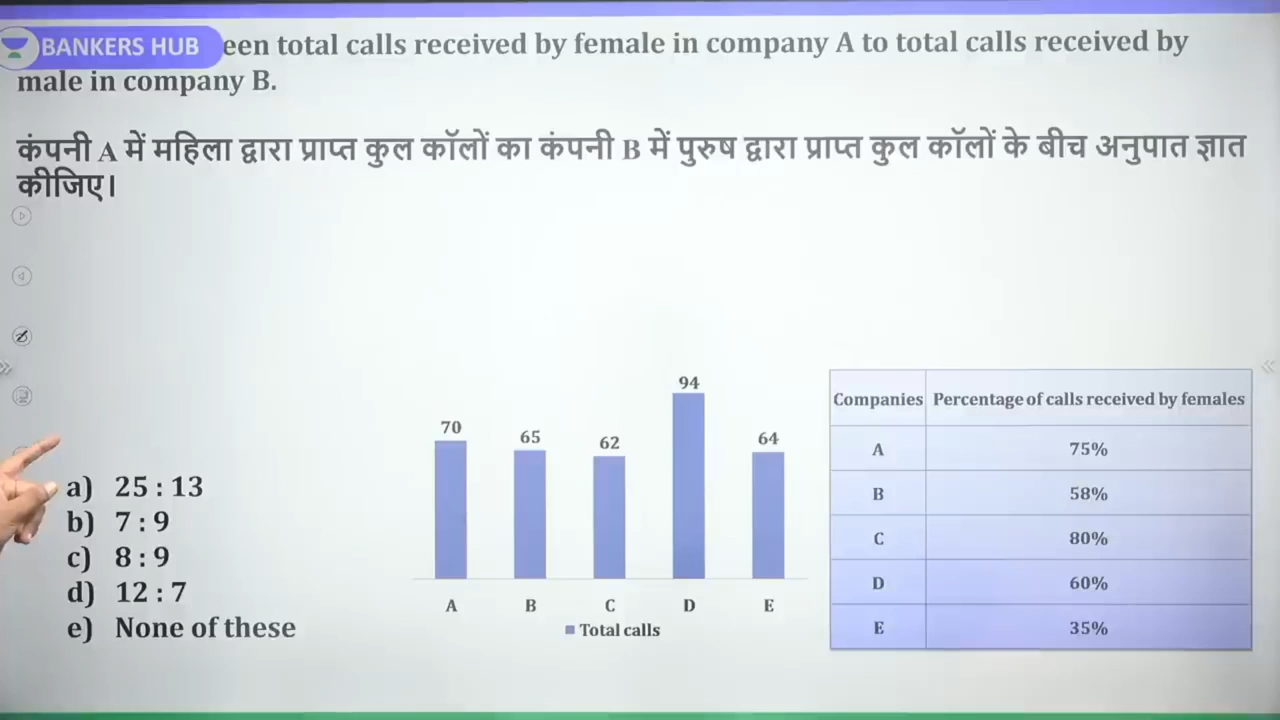 BANKERS HUB
een total calls received by female in company A to total calls received by
male in company B.
कंपनी A में महिला द्वारा प्राप्त कुल कॉलों का कंपनी B में पुरुष द्वारा प्राप्त कुल कॉलों के बीच अनुपात ज्ञात
कीजिए।
a) 25 : 13
b) 7 : 9
c) 8 : 9
d) 12 : 7
e) None of these
70 65 62 94 64
A B C D E
Total calls
Companies Percentage of calls received by females
A 75%
B 58%
C 80%
D 60%
E 35%